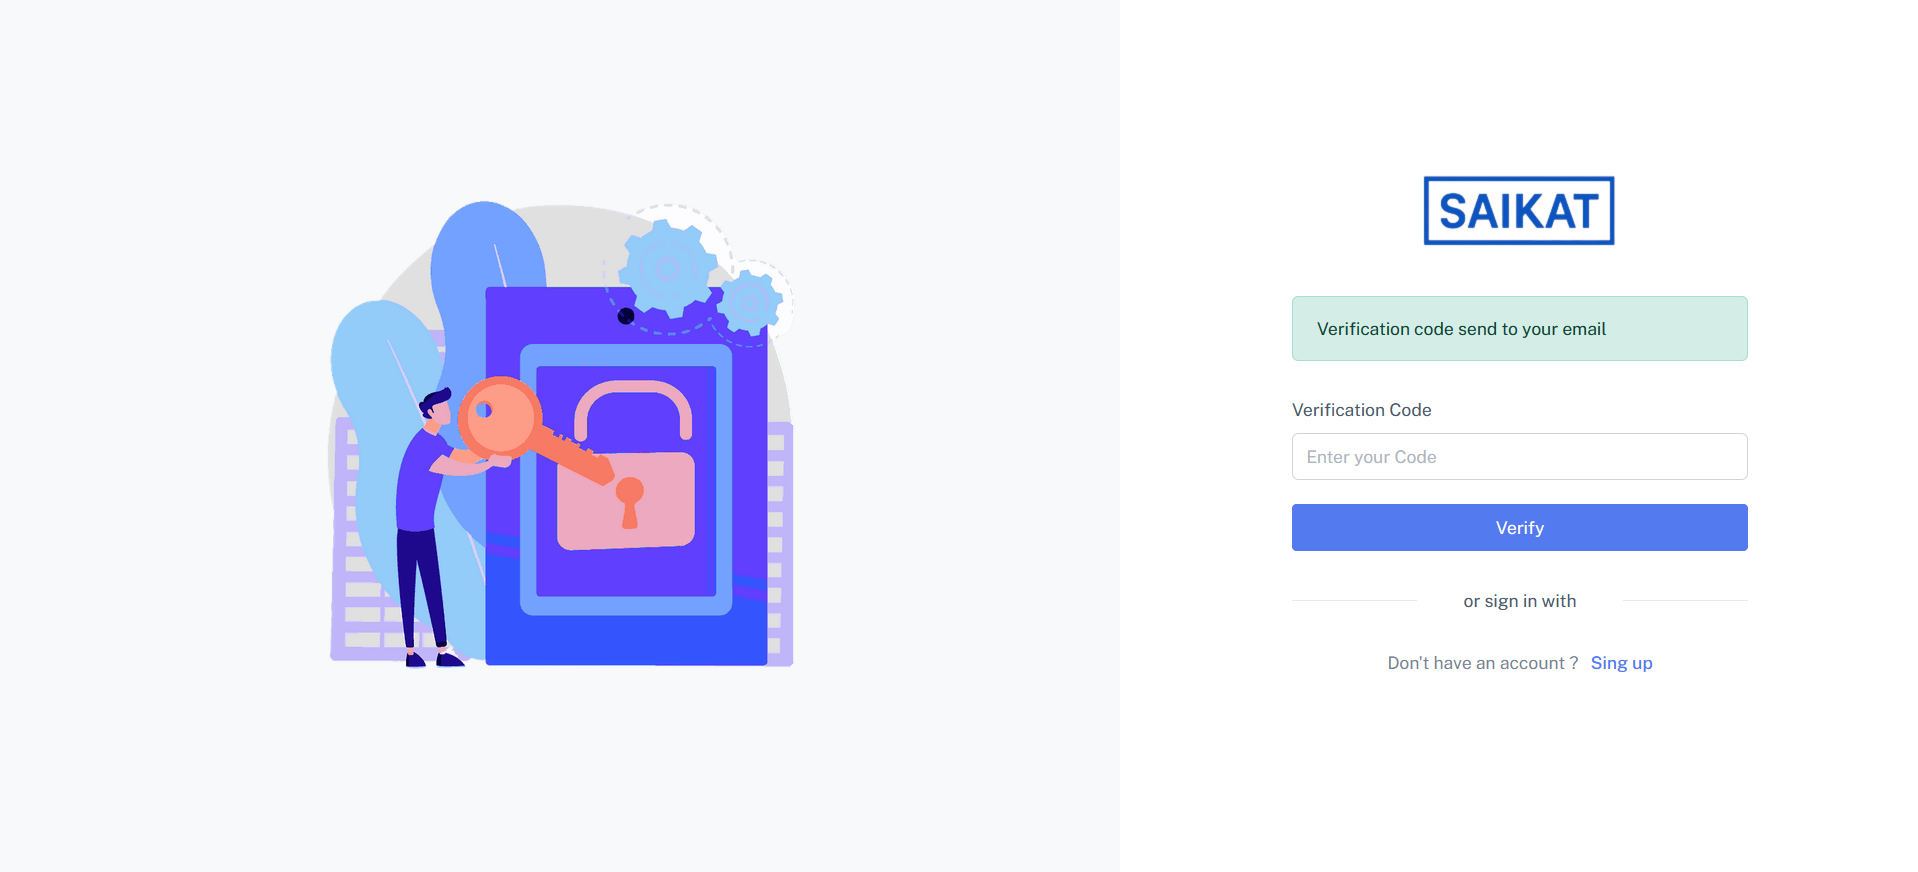 SAIKAT
Verification code send to your email
Verification Code
Enter your Code
Verify
or sign in with
Don't have an account ? Sing up